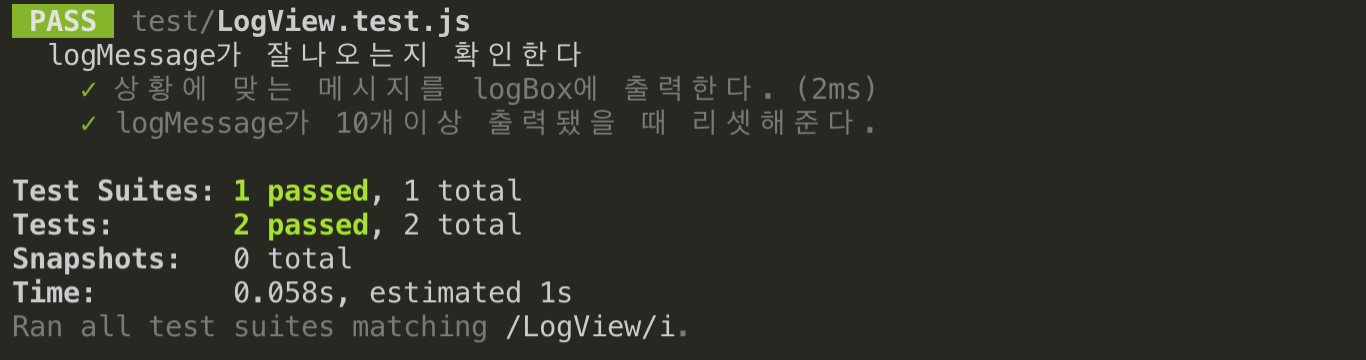 PASS test/LogView.test.js
logMessage가 잘나오는지 확인한다
✓ 상황에 맞는 메시지를 logBox에 출력한다. (2ms)
✓ logMessage가 10개이상 출력됐을 때 리셋해준다.
Test Suites: 1 passed, 1 total
Tests: 2 passed, 2 total
Snapshots: 0 total
Time: 0.058s, estimated 1s
Ran all test suites matching /LogView/i.